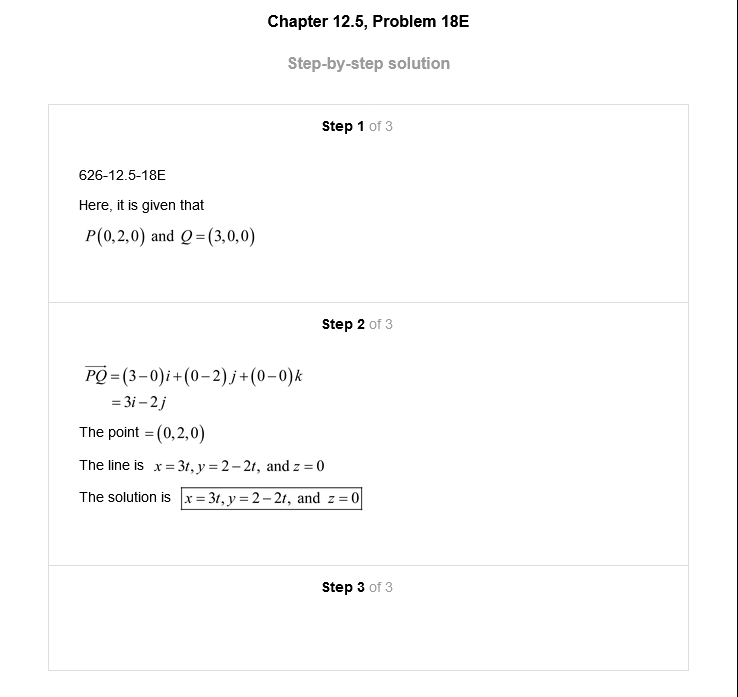 Chapter 12.5, Problem 18E
Step-by-step solution
Step 1 of 3
626-12.5-18E
Here, it is given that
P(0,2,0) and Q=(3,0,0)
Step 2 of 3
PQ⃗ =(3−0)i+(0−2)j+(0−0)k
=3i−2j
The point =(0,2,0)
The line is x=3t, y=2−2t, and z=0
The solution is x=3t, y=2−2t, and z=0
Step 3 of 3